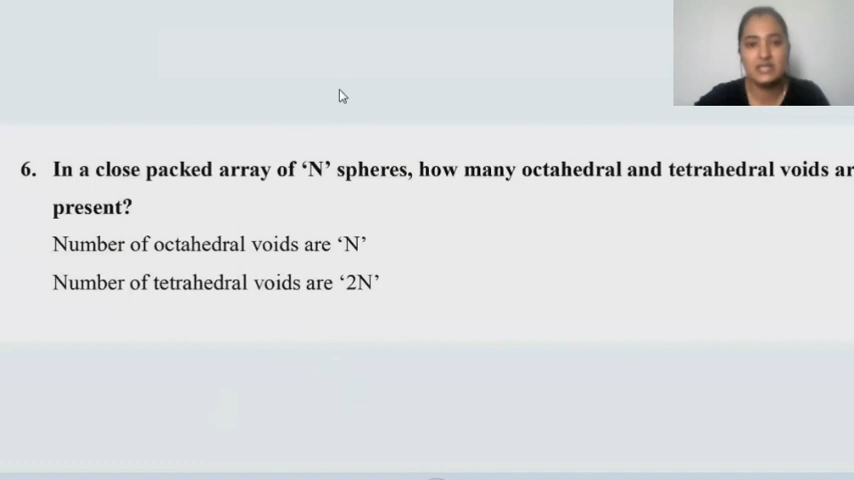 6. In a close packed array of ‘N’ spheres, how many octahedral and tetrahedral voids
present?
Number of octahedral voids are ‘N’
Number of tetrahedral voids are ‘2N’